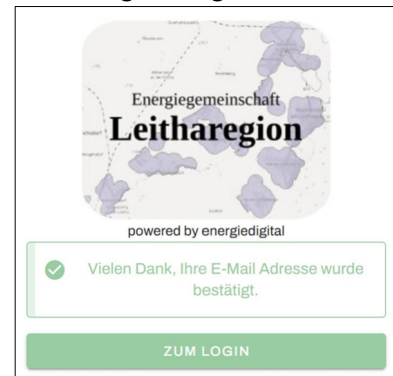 Energiegemeinschaft
Leitharegion
powered by energiedigital
Vielen Dank, Ihre E-Mail Adresse wurde
bestätigt.
ZUM LOGIN